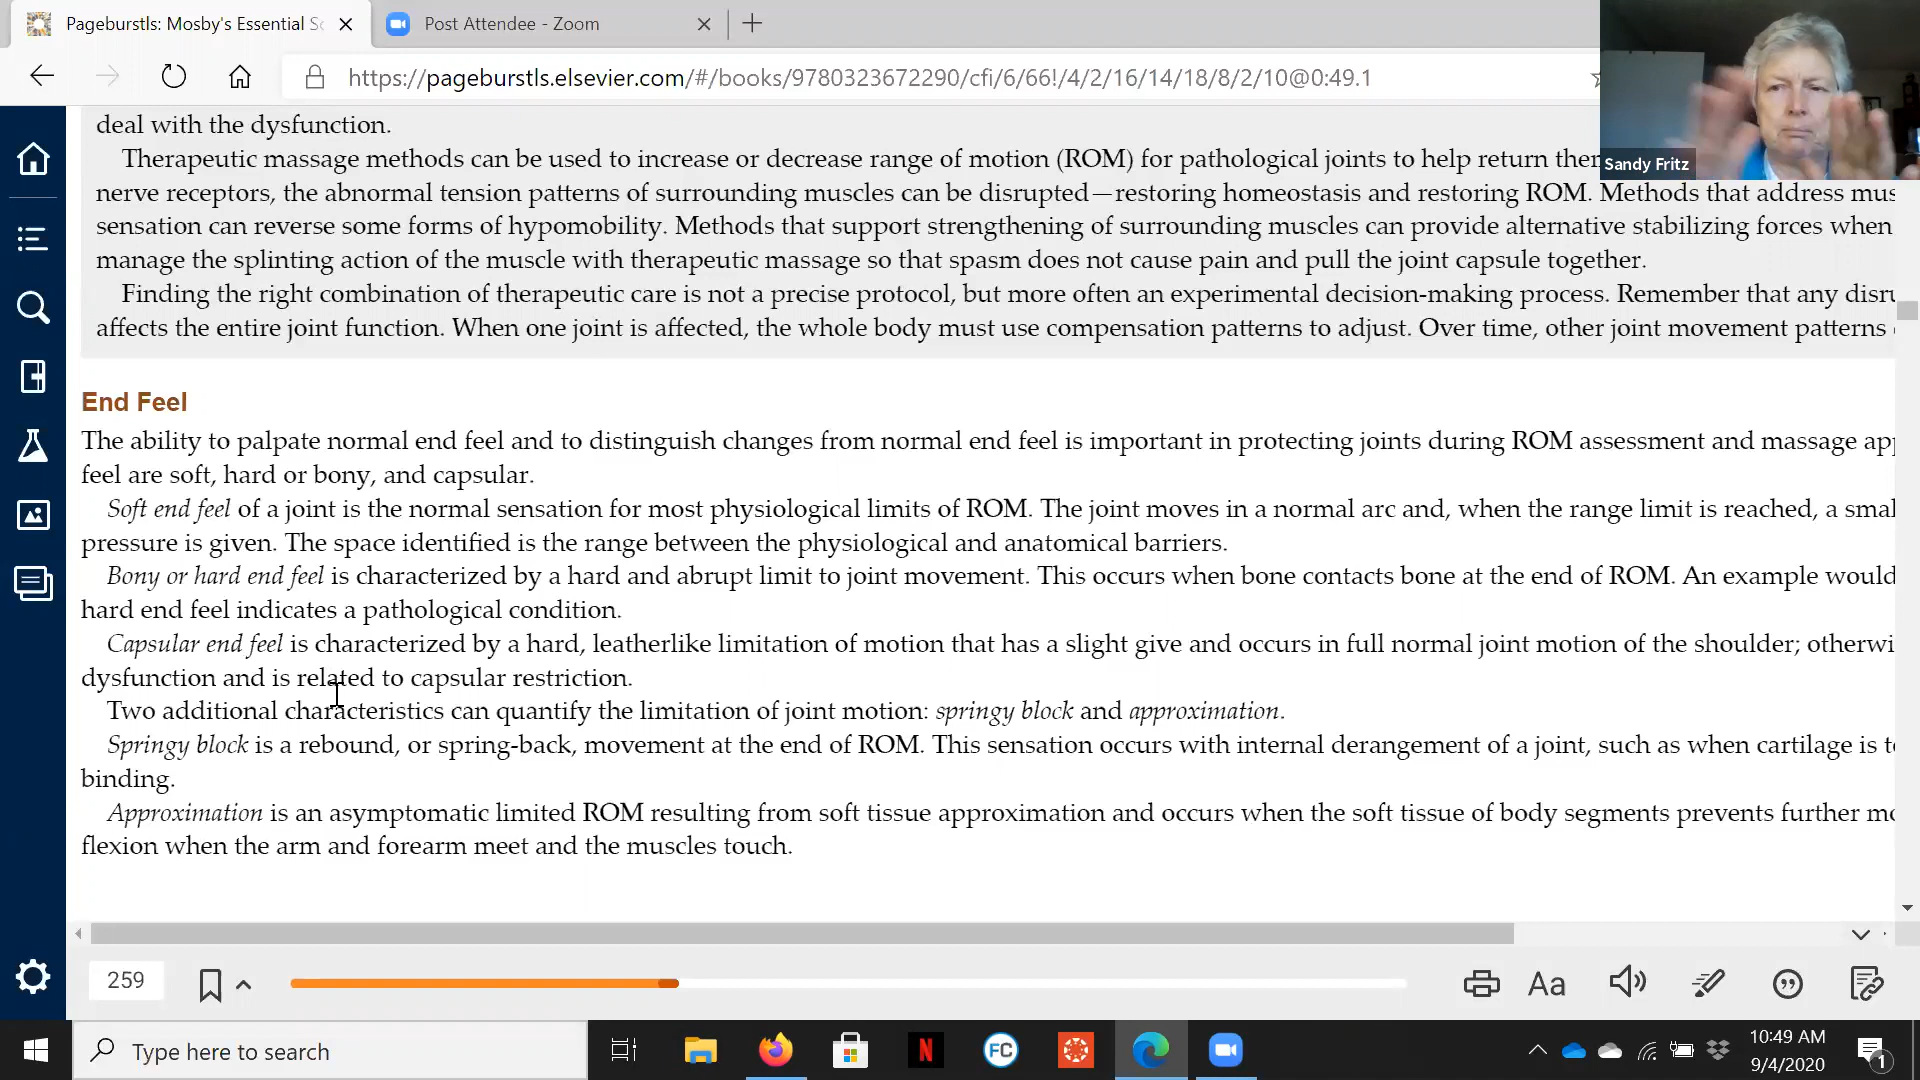 Pageburstls: Mosby's Essential Sc
Post Attendee - Zoom
https://pageburstls.elsevier.com/#/books/9780323672290/cfi/6/66!/4/2/16/14/18/8/2/10@0:49.1
Sandy Fritz
deal with the dysfunction.
Therapeutic massage methods can be used to increase or decrease range of motion (ROM) for pathological joints to help return
nerve receptors, the abnormal tension patterns of surrounding muscles can be disrupted—restoring homeostasis and restoring ROM. Methods that address mus
sensation can reverse some forms of hypomobility. Methods that support strengthening of surrounding muscles can provide alternative stabilizing forces when
manage the splinting action of the muscle with therapeutic massage so that spasm does not cause pain and pull the joint capsule together.
Finding the right combination of therapeutic care is not a precise protocol, but more often an experimental decision-making process. Remember that any disru
affects the entire joint function. When one joint is affected, the whole body must use compensation patterns to adjust. Over time, other joint movement patterns
End Feel
The ability to palpate normal end feel and to distinguish changes from normal end feel is important in protecting joints during ROM assessment and massage app
feel are soft, hard or bony, and capsular.
Soft end feel of a joint is the normal sensation for most physiological limits of ROM. The joint moves in a normal arc and, when the range limit is reached, a smal
pressure is given. The space identified is the range between the physiological and anatomical barriers.
Bony or hard end feel is characterized by a hard and abrupt limit to joint movement. This occurs when bone contacts bone at the end of ROM. An example would
hard end feel indicates a pathological condition.
Capsular end feel is characterized by a hard, leatherlike limitation of motion that has a slight give and occurs in full normal joint motion of the shoulder; otherwi
dysfunction and is related to capsular restriction.
Two additional characteristics can quantify the limitation of joint motion: springy block and approximation.
Springy block is a rebound, or spring-back, movement at the end of ROM. This sensation occurs with internal derangement of a joint, such as when cartilage is
binding.
Approximation is an asymptomatic limited ROM resulting from soft tissue approximation and occurs when the soft tissue of body segments prevents further mo
flexion when the arm and forearm meet and the muscles touch.
259
Aa
Type here to search
N
FC
10:49 AM
9/4/2020
1